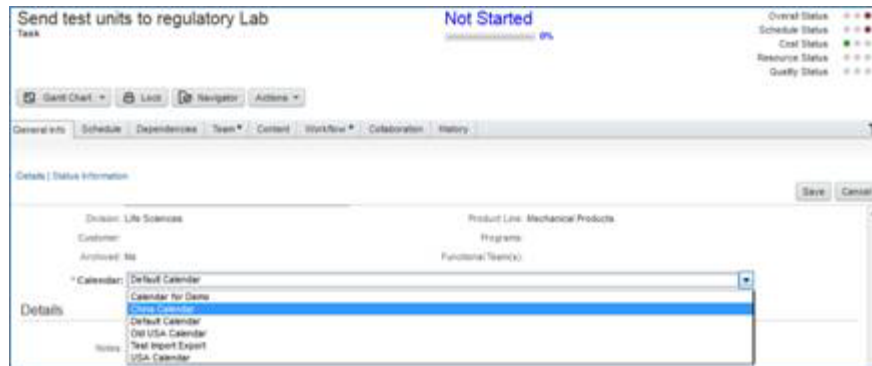 Send test units to regulatory Lab
Task
Not Started
0%
Overall Status
Schedule Status
Cost Status
Resource Status
Quality Status
Gantt Chart Lock Navigator Actions
General Info Schedule Dependencies Team* Content Workflow* Collaboration History
Details | Status Information
Save Cancel
Division: Life Sciences Product Line: Mechanical Products
Customer: Programs:
Archived: No Functional Team(s):
* Calendar: Default Calendar
Calendar for Demo
China Calendar
Default Calendar
Old USA Calendar
Test Import Export
USA Calendar
Details
Notes: